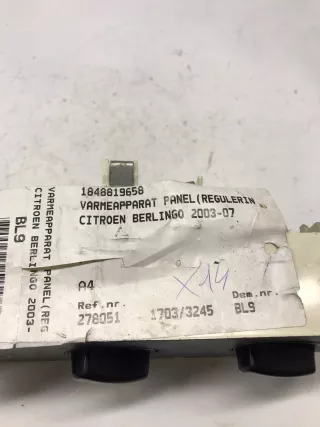 1848819658
VARMEAPPARAT PANEL(REGULERIN
CITROEN BERLINGO 2003-07
A4
X14
Ref.nr.
Dem.nr.
278051
1703/3245
BL9
VARMEAPPARAT PANEL(REG
CITROEN BERLINGO 2003-
BL9